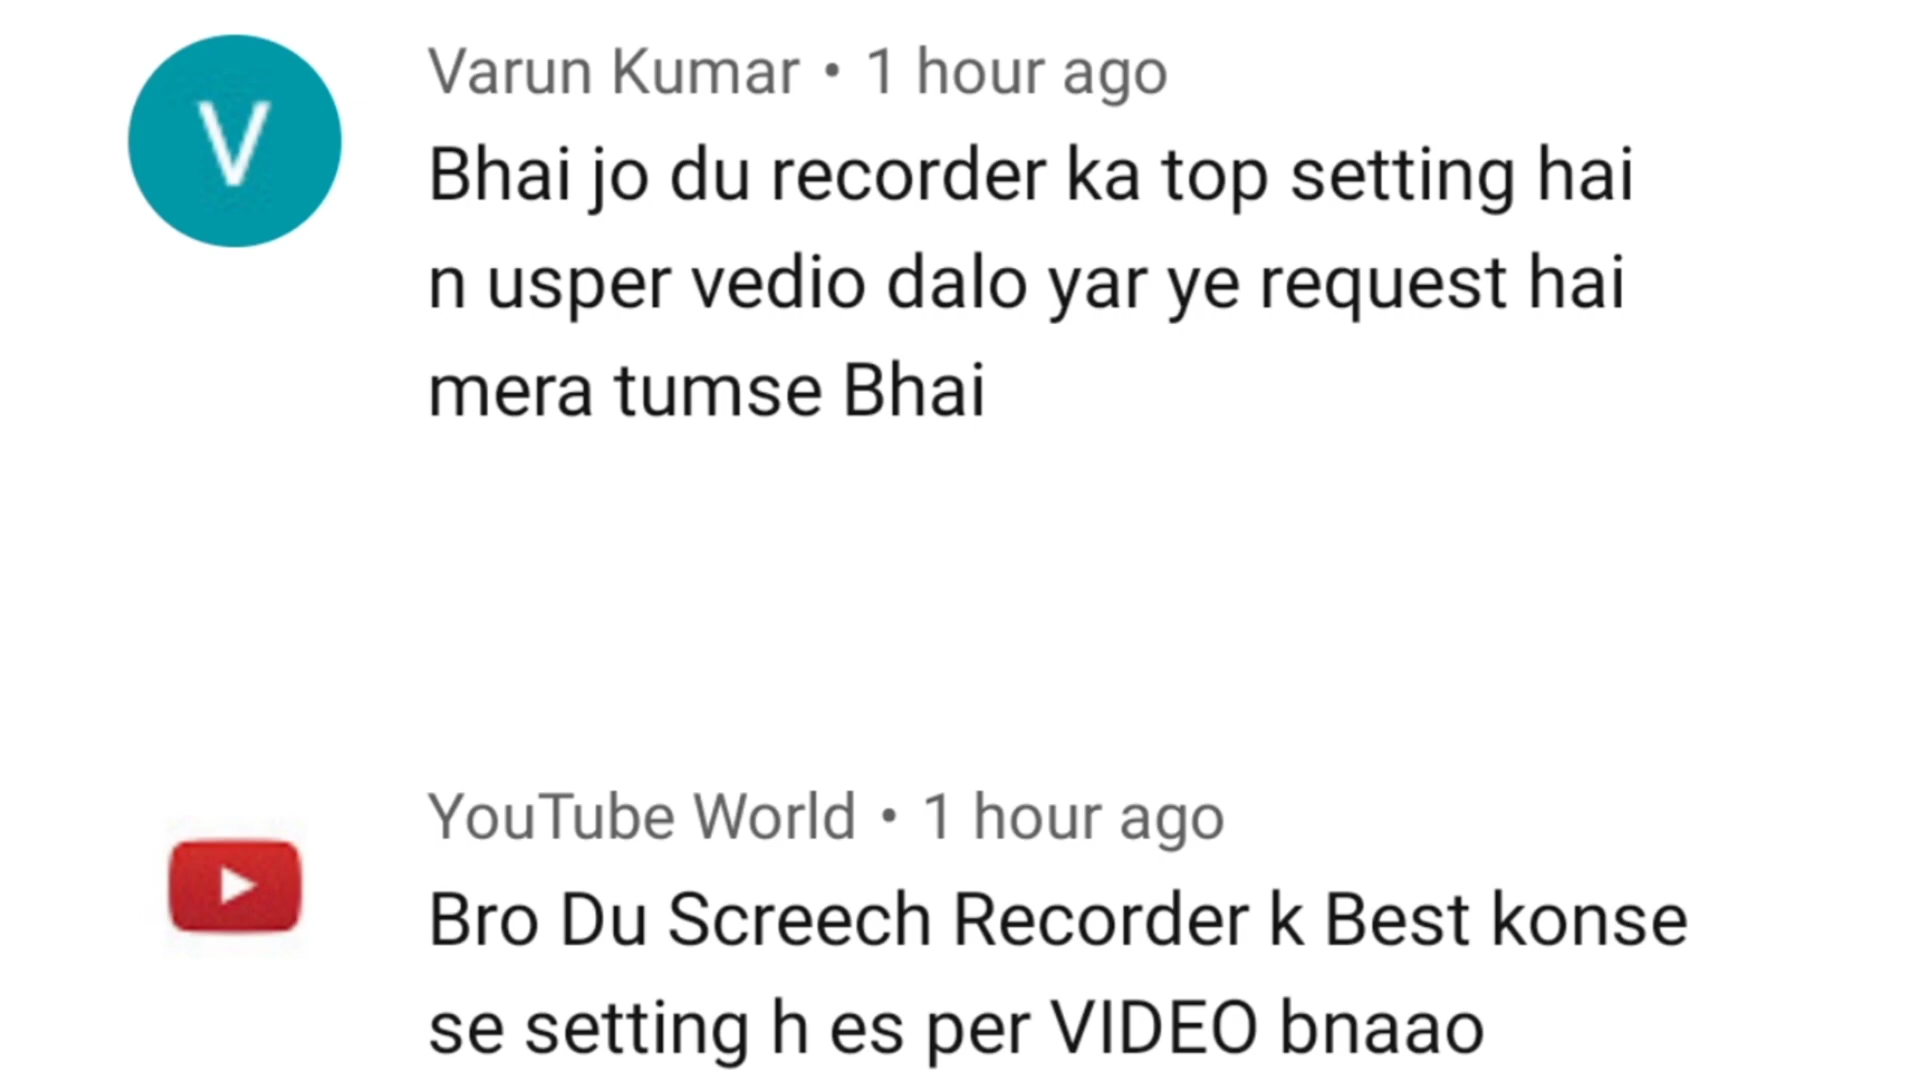 V
Varun Kumar • 1 hour ago
Bhai jo du recorder ka top setting hai
n usper vedio dalo yar ye request hai
mera tumse Bhai
YouTube World • 1 hour ago
Bro Du Screech Recorder k Best konse
se setting h es per VIDEO bnaao